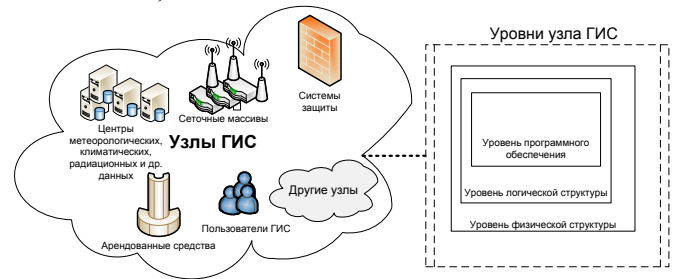 Уровни узла ГИС
Системы
защиты
Сеточные массивы
Центры
метеорологических,
климатических,
радиационных и др.
данных
Узлы ГИС
Другие узлы
Пользователи ГИС
Арендованные средства
Уровень программного
обеспечения
Уровень логической структуры
Уровень физической структуры